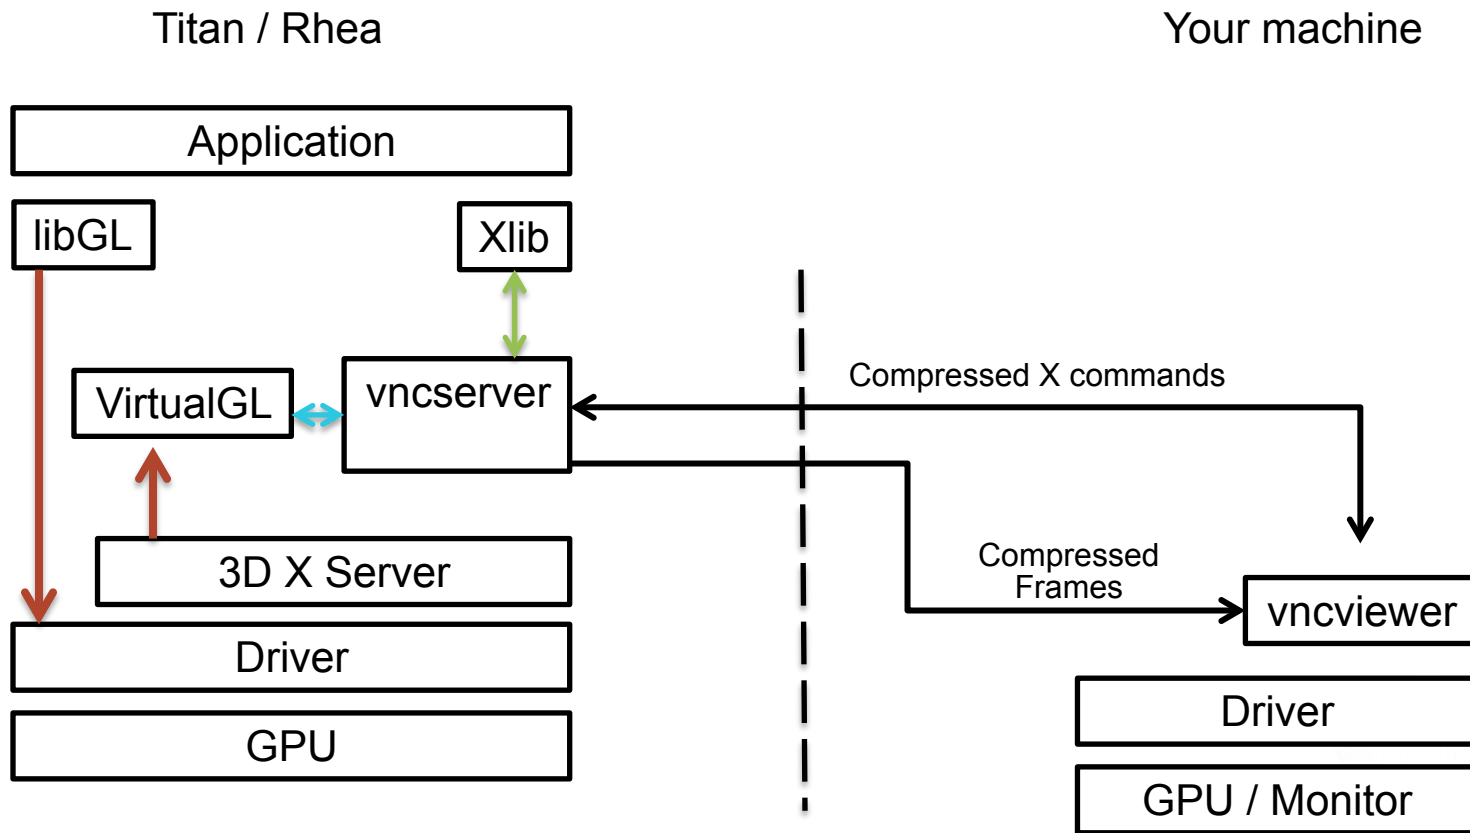 Titan / Rhea
Your machine
Application
libGL
Xlib
VirtualGL
vncserver
Compressed X commands
3D X Server
Compressed
Frames
vncviewer
Driver
Driver
GPU
GPU / Monitor